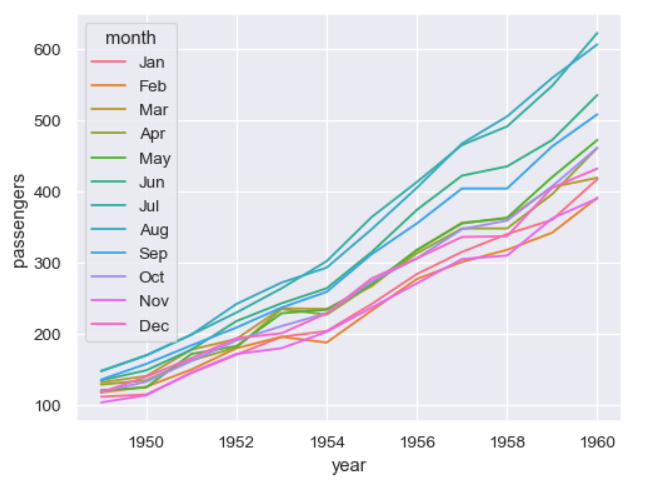 month
Jan
Feb
Mar
Apr
May
Jun
Jul
Aug
Sep
Oct
Nov
Dec
600
500
400
300
200
100
passengers
1950 1952 1954 1956 1958 1960
year